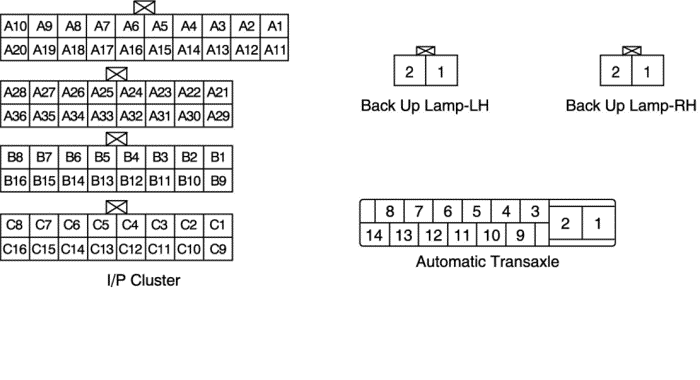 A10 A9 A8 A7 A6 A5 A4 A3 A2 A1
A20 A19 A18 A17 A16 A15 A14 A13 A12 A11
A28 A27 A26 A25 A24 A23 A22 A21
A36 A35 A34 A33 A32 A31 A30 A29
B8 B7 B6 B5 B4 B3 B2 B1
B16 B15 B14 B13 B12 B11 B10 B9
C8 C7 C6 C5 C4 C3 C2 C1
C16 C15 C14 C13 C12 C11 C10 C9
I/P Cluster
2 1
Back Up Lamp-LH
2 1
Back Up Lamp-RH
8 7 6 5 4 3
14 13 12 11 10 9
2 1
Automatic Transaxle